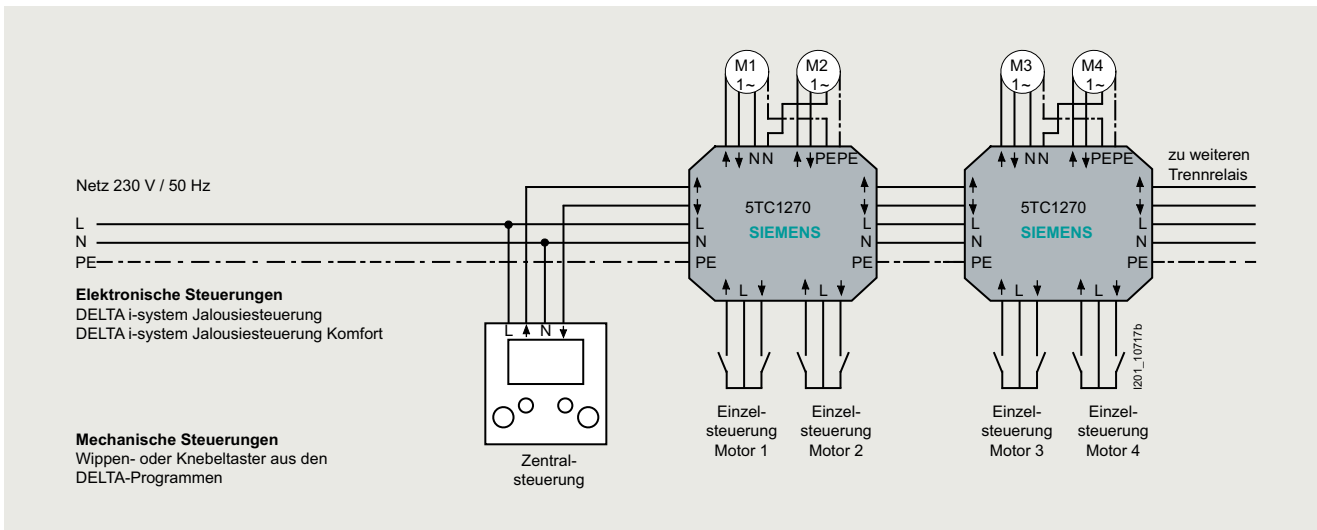 M1
1~
M2
1~
M3
1~
M4
1~
N N
PE PE
N N
PE PE
zu weiteren
Trennrelais
Netz 230 V / 50 Hz
5TC1270
SIEMENS
5TC1270
SIEMENS
L
N
PE
L
N
PE
L
N
PE
L
N
PE
L
N
PE
Elektronische Steuerungen
DELTA i-system Jalousiesteuerung
DELTA i-system Jalousiesteuerung Komfort
L
L
L
L
L N
I201_10717b
Mechanische Steuerungen
Wippen- oder Knebeltaster aus den
DELTA-Programmen
Zentral-
steuerung
Einzel-
steuerung
Motor 1
Einzel-
steuerung
Motor 2
Einzel-
steuerung
Motor 3
Einzel-
steuerung
Motor 4